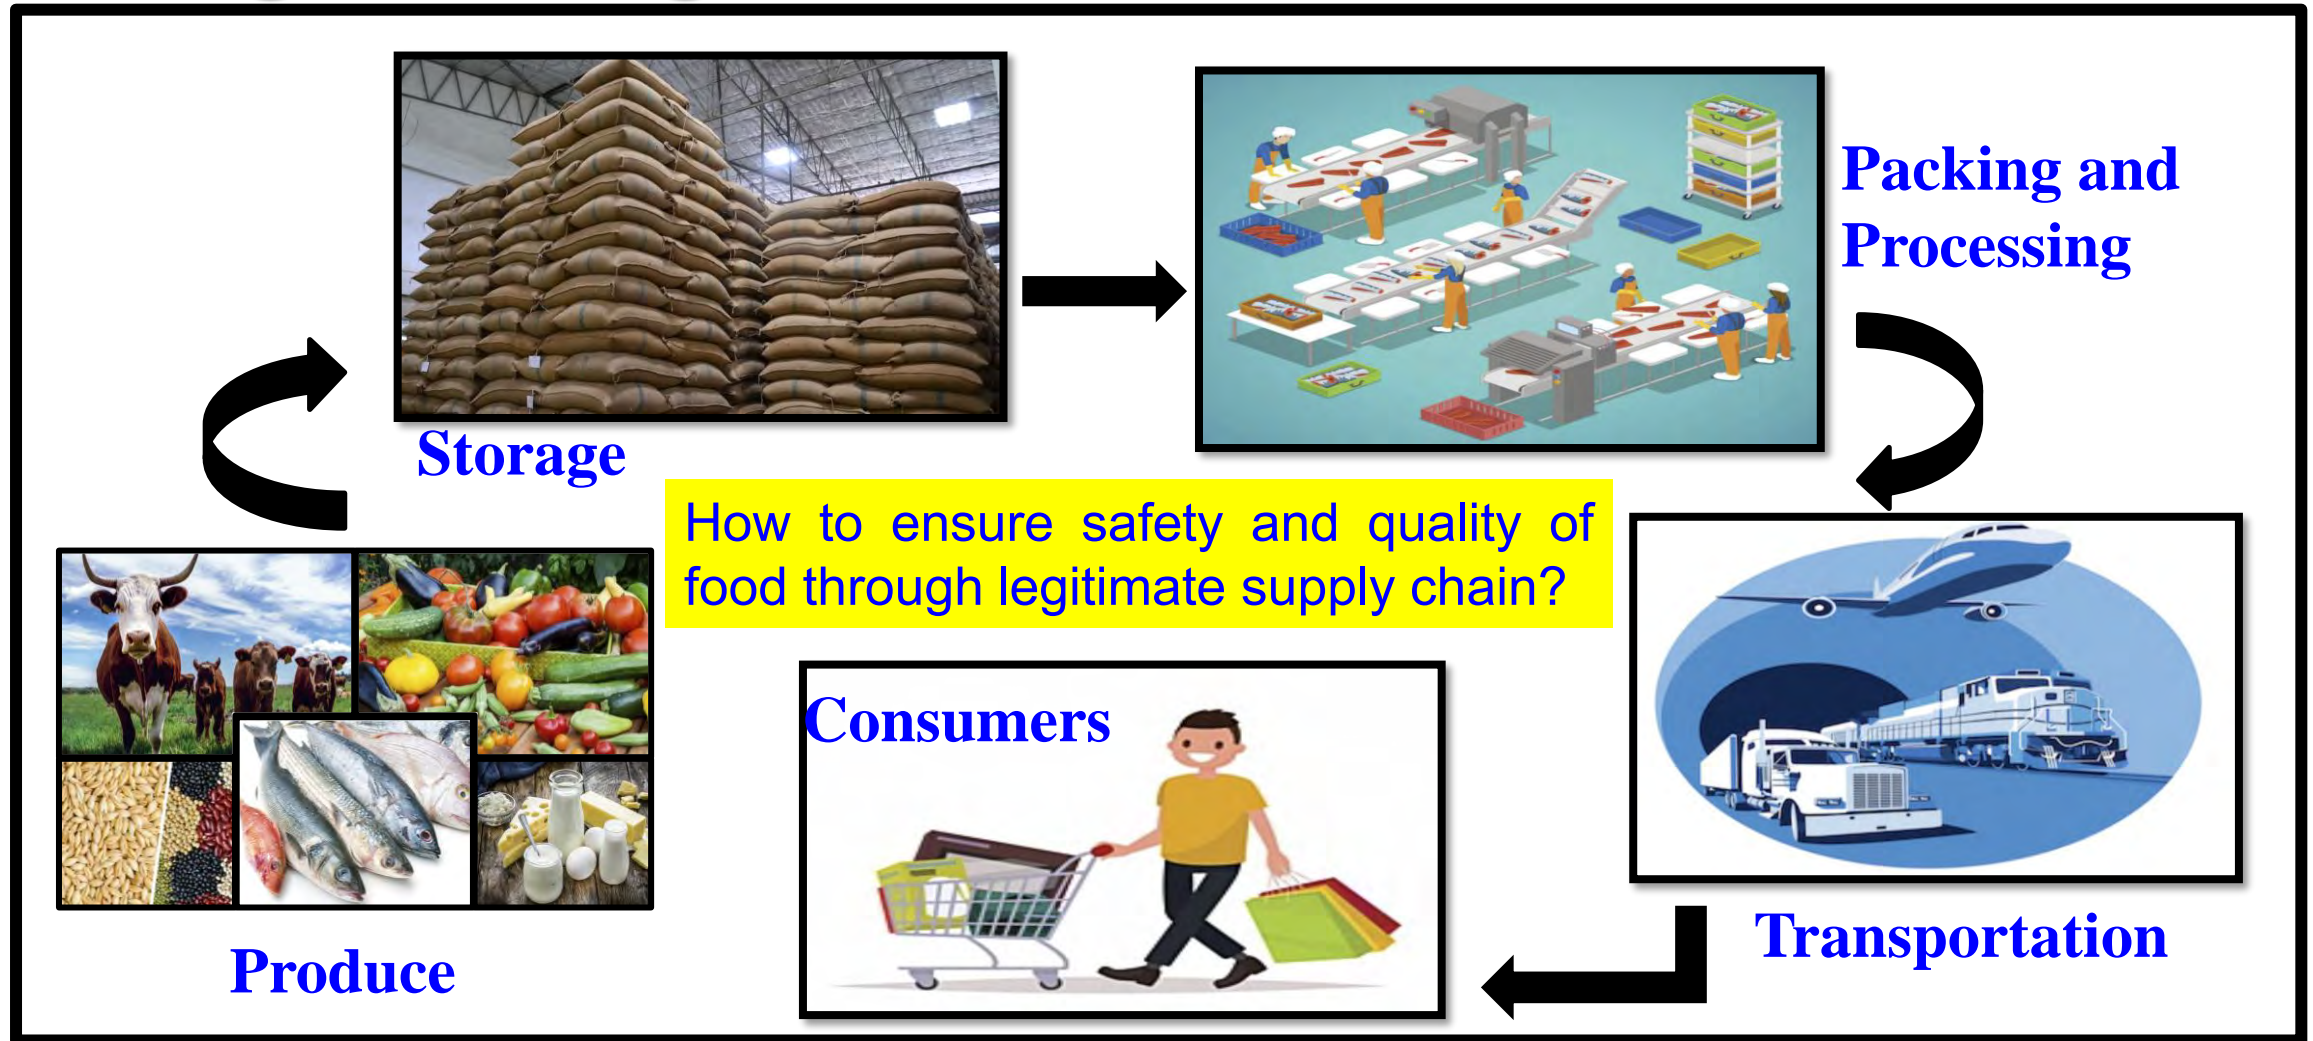 Storage
Packing and
Processing
How to ensure safety and quality of
food through legitimate supply chain?
Consumers
Produce
Transportation